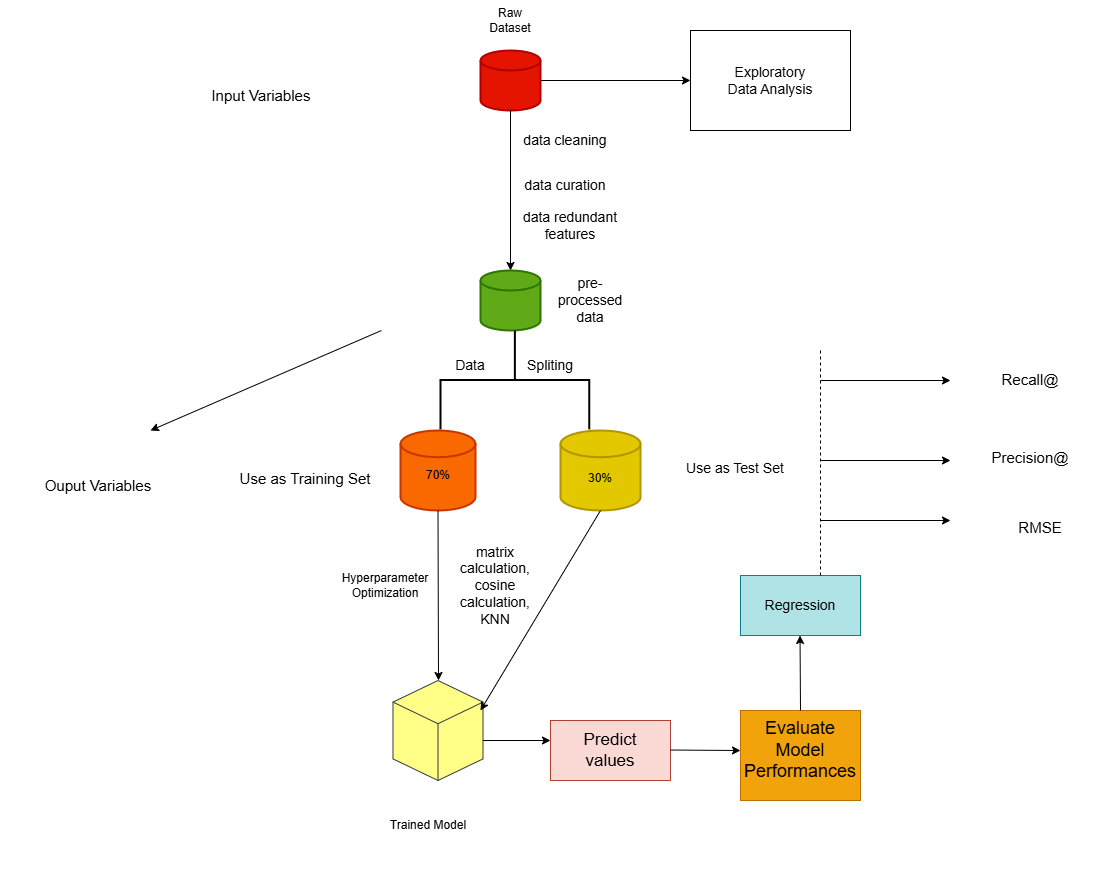 Raw
Dataset
Exploratory
Data Analysis
Input Variables
data cleaning
data curation
data redundant
features
pre-
processed
data
Data
Spliting
Recall@
Precision@
RMSE
Use as Test Set
Ouput Variables
Use as Training Set
70%
30%
Hyperparameter
Optimization
matrix
calculation,
cosine
calculation,
KNN
Regression
Predict
values
Evaluate
Model
Performances
Trained Model